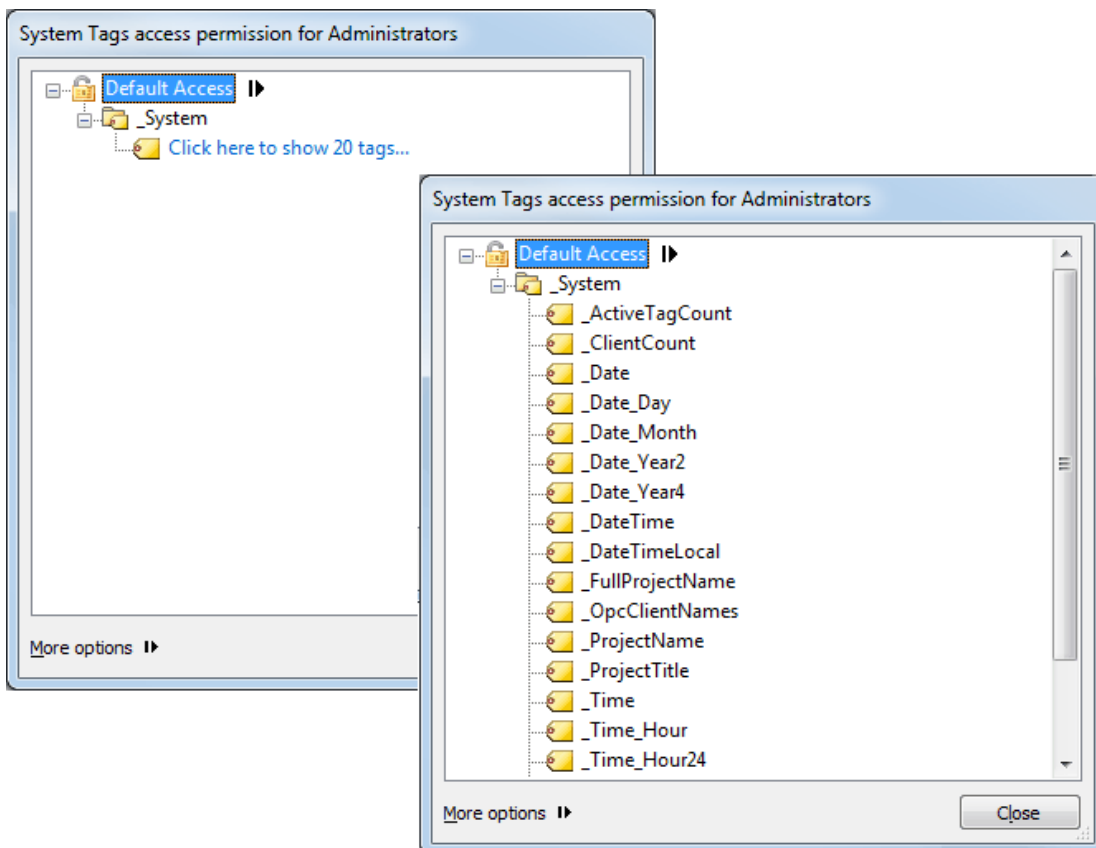 System Tags access permission for Administrators
Default Access
_System
Click here to show 20 tags...
More options
System Tags access permission for Administrators
Default Access
_System
_ActiveTagCount
_ClientCount
_Date
_Date_Day
_Date_Month
_Date_Year2
_Date_Year4
_DateTime
_DateTimeLocal
_FullProjectName
_OpcClientNames
_ProjectName
_ProjectTitle
_Time
_Time_Hour
_Time_Hour24
More options
Close